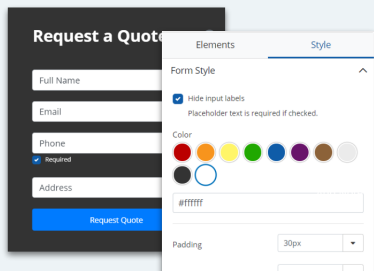 Request a Quote
Full Name
Email
Phone
Required
Address
Request Quote
Elements
Style
Form Style
Hide input labels
Placeholder text is required if checked.
Color
#ffffff
Padding
30px